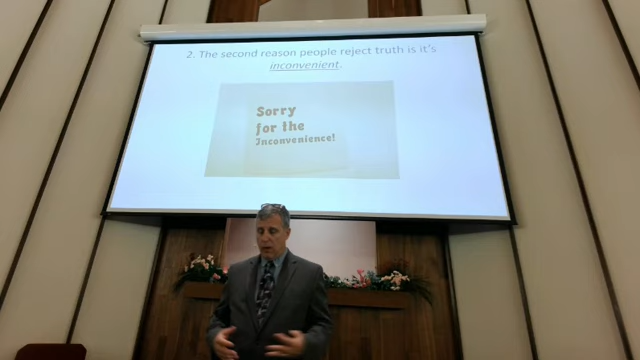 2. The second reason people reject truth is it's
inconvenient.
Sorry
for the
Inconvenience!